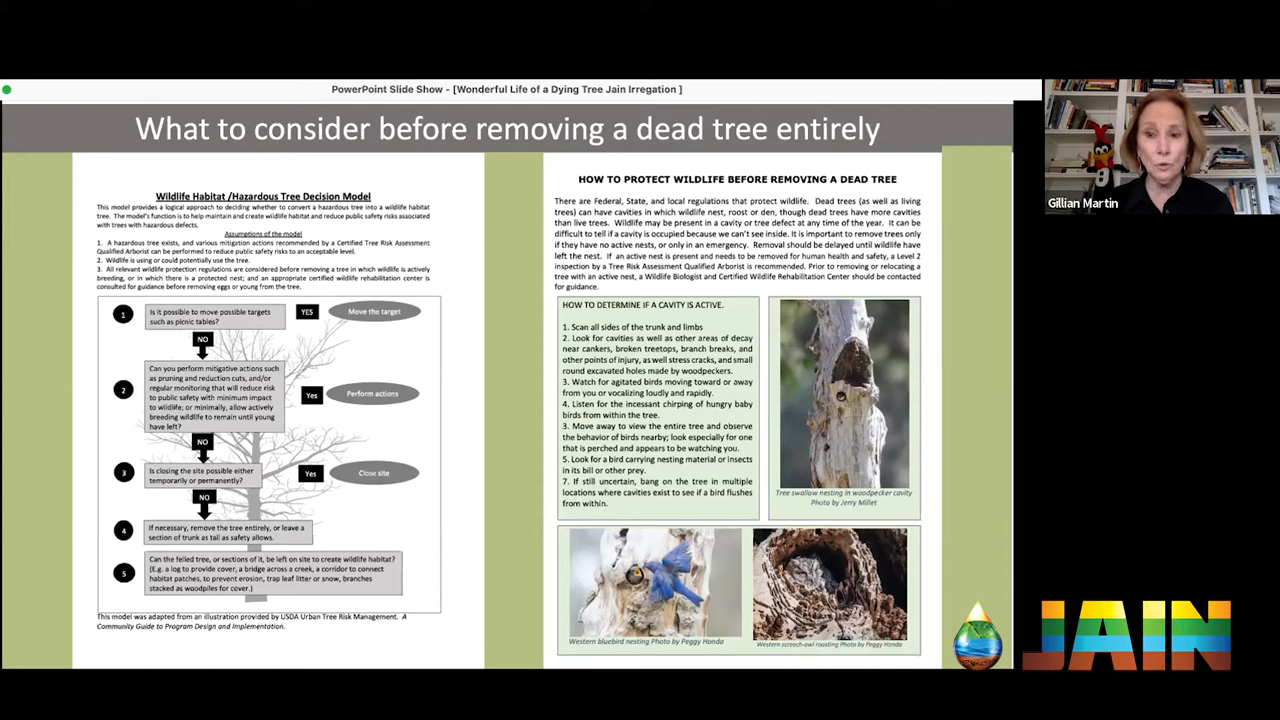 PowerPoint Slide Show - [Wonderful Life of a Dying Tree Jain Irregation ]
What to consider before removing a dead tree entirely
Gillian Martin
Wildlife Habitat /Hazardous Tree Decision Model
This model provides a logical approach to deciding whether to convert a hazardous tree into a wildlife habitat
tree. The model's function is to help maintain and create wildlife habitat and reduce public safety risks associated
with trees with hazardous defects.
Assumptions of the model
1. A hazardous tree exists, and various mitigation actions recommended by a Certified Tree Risk Assessment
Qualified Arborist can be performed to reduce public safety risks to an acceptable level.
2. Wildlife is using or could potentially use the tree.
3. All relevant wildlife protection regulations are considered before removing a tree in which wildlife is actively
breeding, or in which there is a protected nest; and an appropriate certified wildlife rehabilitation center is
consulted for guidance before removing eggs or young from the tree.
1
Is it possible to move possible targets
such as picnic tables?
YES
Move the target
NO
2
Can you perform mitigative actions such
as pruning and reduction cuts, and/or
regular monitoring that will reduce risk
to public safety with minimum impact
to wildlife; or minimally, allow actively
breeding wildlife to remain until young
have left?
Yes
Perform actions
NO
3
Is closing the site possible either
temporarily or permanently?
Yes
Close site
NO
4
If necessary, remove the tree entirely, or leave a
section of trunk as tall as safety allows.
5
Can the felled tree, or sections of it, be left on site to create wildlife habitat?
(E.g. a log to provide cover, a bridge across a creek, a corridor to connect
habitat patches, to prevent erosion, trap leaf litter or snow, branches
stacked as woodpiles for cover.)
This model was adapted from an illustration provided by USDA Urban Tree Risk Management. A
Community Guide to Program Design and Implementation.
HOW TO PROTECT WILDLIFE BEFORE REMOVING A DEAD TREE
There are Federal, State, and local regulations that protect wildlife. Dead trees (as well as living
trees) can have cavities in which wildlife nest, roost or den, though dead trees have more cavities
than live trees. Wildlife may be present in a cavity or tree defect at any time of the year. It can be
difficult to tell if a cavity is occupied because we can't see inside. It is important to remove trees only
if they have no active nests, or only in an emergency. Removal should be delayed until wildlife have
left the nest. If an active nest is present and needs to be removed for human health and safety, a Level 2
inspection by a Tree Risk Assessment Qualified Arborist is recommended. Prior to removing or relocating a
tree with an active nest, a Wildlife Biologist and Certified Wildlife Rehabilitation Center should be contacted
for guidance.
HOW TO DETERMINE IF A CAVITY IS ACTIVE.
1. Scan all sides of the trunk and limbs
2. Look for cavities as well as other areas of decay
near cankers, broken treetops, branch breaks, and
other points of injury, as well stress cracks, and small
round excavated holes made by woodpeckers.
3. Watch for agitated birds moving toward or away
from you or vocalizing loudly and rapidly.
4. Listen for the incessant chirping of hungry baby
birds from within the tree.
3. Move away to view the entire tree and observe
the behavior of birds nearby; look especially for one
that is perched and appears to be watching you.
5. Look for a bird carrying nesting material or insects
in its bill or other prey.
7. If still uncertain, bang on the tree in multiple
locations where cavities exist to see if a bird flushes
from within.
Tree swallow nesting in woodpecker cavity
Photo by Jerry Millet
Western bluebird nesting Photo by Peggy Honda
Western screech-owl roosting Photo by Peggy Honda
JAIN